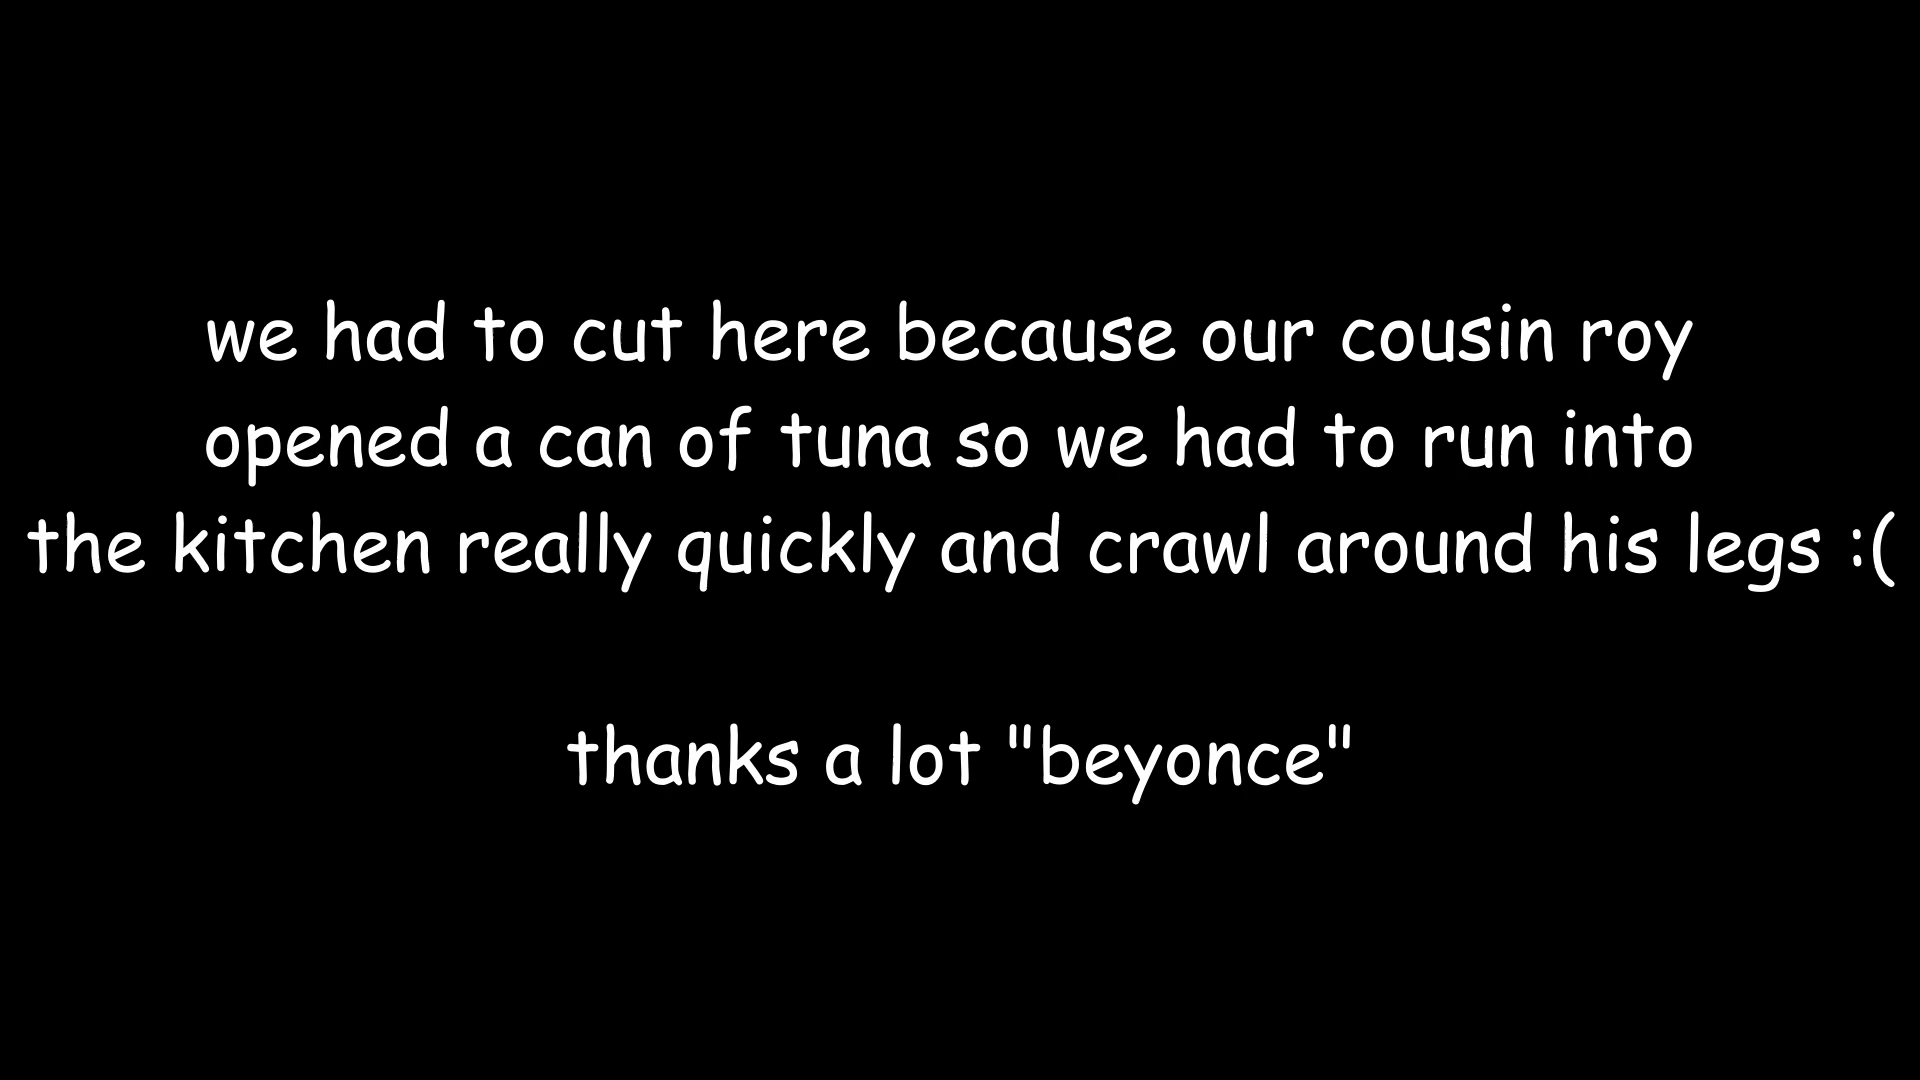 we had to cut here because our cousin roy
opened a can of tuna so we had to run into
the kitchen really quickly and crawl around his legs :(
thanks a lot "beyonce"